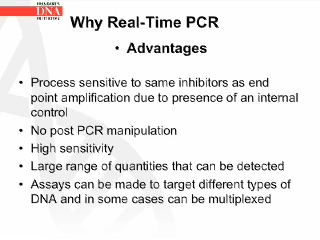 DNA
INITIATIVE
Why Real-Time PCR
• Advantages
• Process sensitive to same inhibitors as end
point amplification due to presence of an internal
control
• No post PCR manipulation
• High sensitivity
• Large range of quantities that can be detected
• Assays can be made to target different types of
DNA and in some cases can be multiplexed